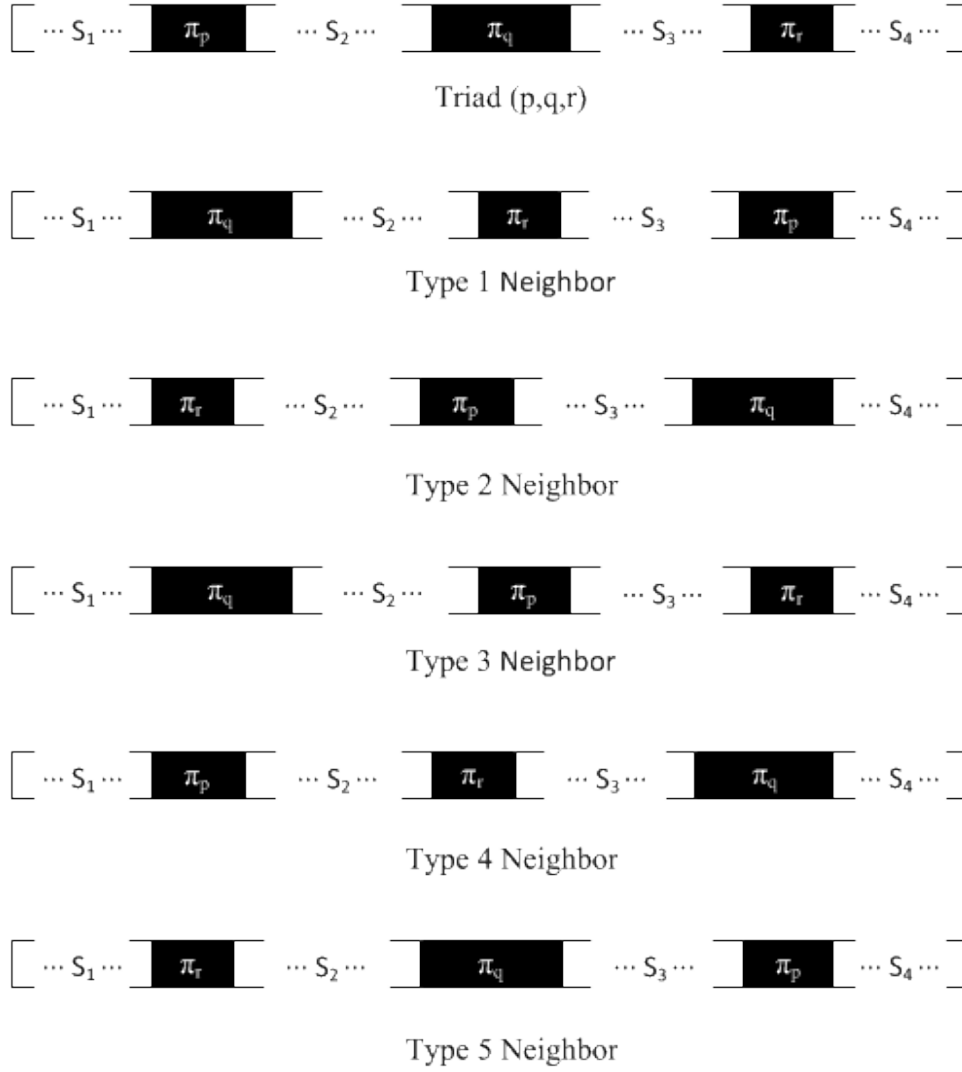 ··· S₁ ··· πp ··· S₂ ··· πq ··· S₃ ··· πr ··· S₄ ···
Triad (p,q,r)
··· S₁ ··· πq ··· S₂ ··· πr ··· S₃ πp ··· S₄ ···
Type 1 Neighbor
··· S₁ ··· πr ··· S₂ ··· πp ··· S₃ ··· πq ··· S₄ ···
Type 2 Neighbor
··· S₁ ··· πq ··· S₂ ··· πp ··· S₃ ··· πr ··· S₄ ···
Type 3 Neighbor
··· S₁ ··· πp ··· S₂ ··· πr ··· S₃ ··· πq ··· S₄ ···
Type 4 Neighbor
··· S₁ ··· πr ··· S₂ ··· πq ··· S₃ ··· πp ··· S₄ ···
Type 5 Neighbor